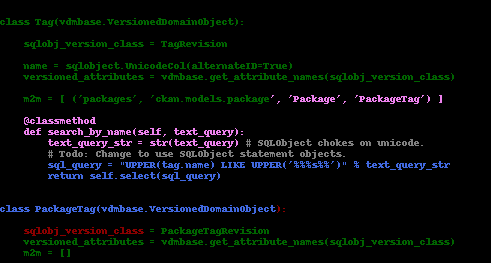 class Tag(vdmbase.VersionedDomainObject):
sqlobj_version_class = TagRevision
name = sqlobject.UnicodeCol(alternateID=True)
versioned_attributes = vdmbase.get_attribute_names(sqlobj_version_class)
m2m = [ ('packages', 'ckan.models.package', 'Package', 'PackageTag') ]
@classmethod
def search_by_name(self, text_query):
text_query_str = str(text_query) # SQLObject chokes on unicode.
# Todo: Change to use SQLObject statement objects.
sql_query = "UPPER(tag.name) LIKE UPPER('%%%s%%')" % text_query_str
return self.select(sql_query)
class PackageTag(vdmbase.VersionedDomainObject):
sqlobj_version_class = PackageTagRevision
versioned_attributes = vdmbase.get_attribute_names(sqlobj_version_class)
m2m = []